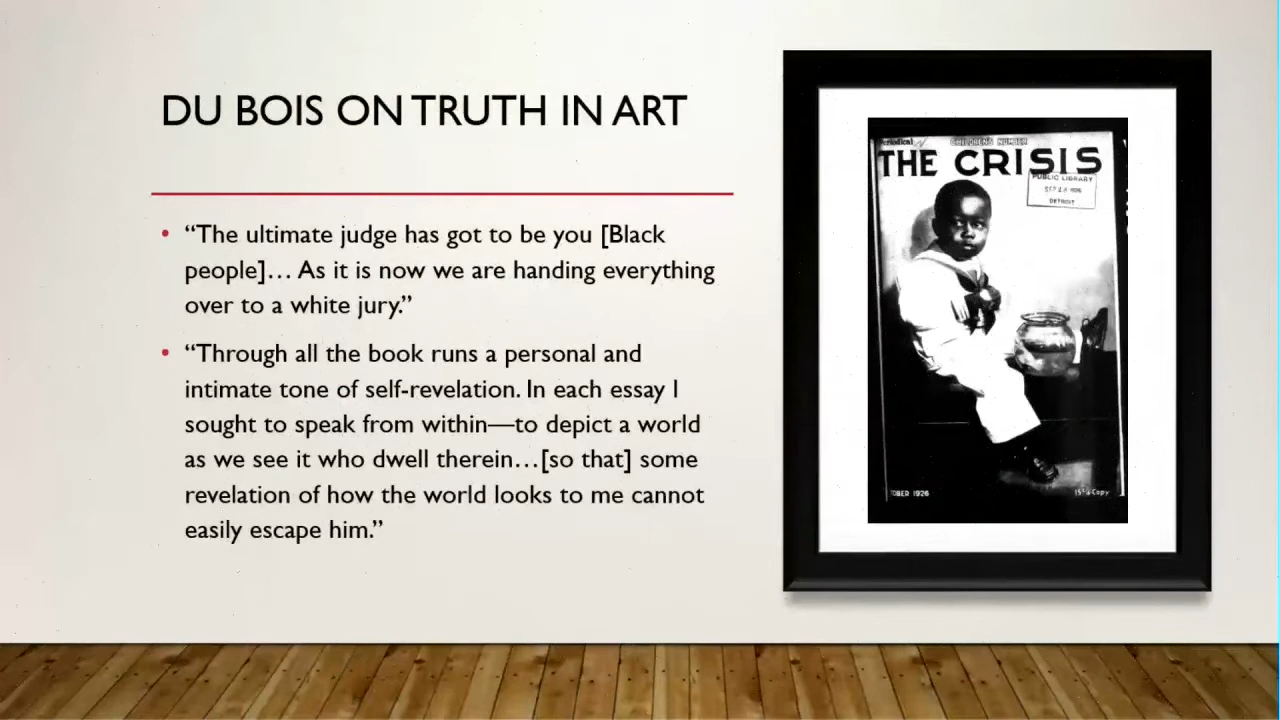 DU BOIS ON TRUTH IN ART
• “The ultimate judge has got to be you [Black
people]… As it is now we are handing everything
over to a white jury.”
• “Through all the book runs a personal and
intimate tone of self-revelation. In each essay I
sought to speak from within—to depict a world
as we see it who dwell therein…[so that] some
revelation of how the world looks to me cannot
easily escape him.”
CHILDREN'S NUMBER
THE CRISIS
PUBLIC LIBRARY
DETROIT
TOBER 1926
15¢ a Copy